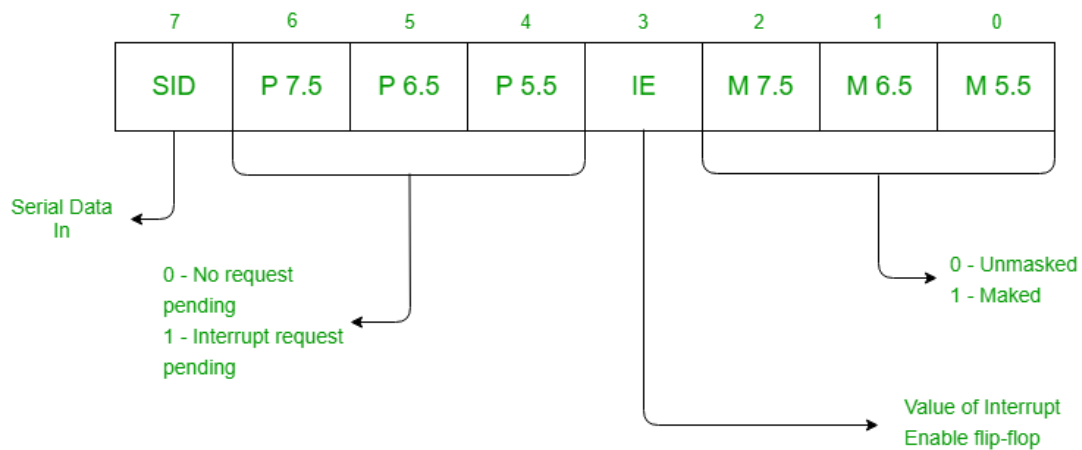 7 6 5 4 3 2 1 0
SID P 7.5 P 6.5 P 5.5 IE M 7.5 M 6.5 M 5.5
Serial Data
In
0 - No request
pending
1 - Interrupt request
pending
0 - Unmasked
1 - Maked
Value of Interrupt
Enable flip-flop